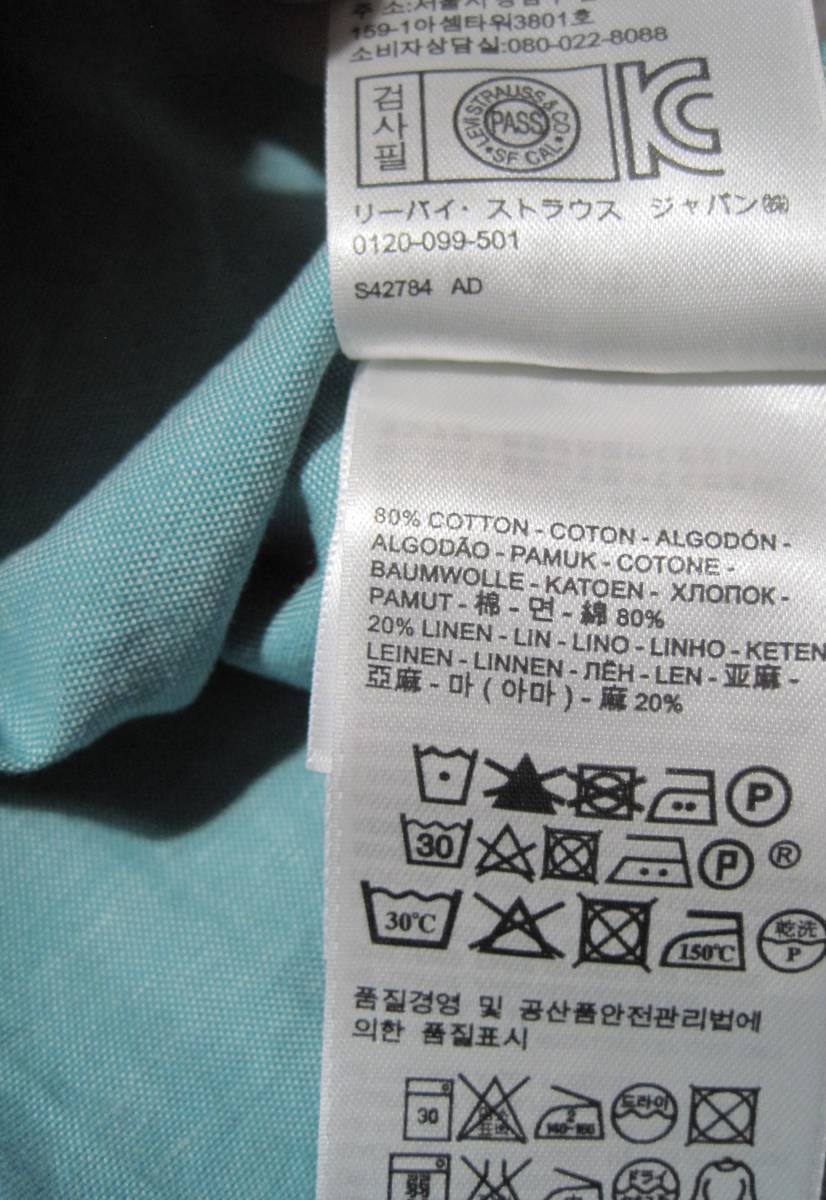 159-1아셈타워3801호
소비자상담실:080-022-8088
검사필
LEVI STRAUSS & CO
PASS
SF CAL
リーバイ・ストラウス ジャパン㈱
0120-099-501
S42784 AD
80% COTTON - COTON - ALGODÓN -
ALGODÃO - PAMUK - COTONE -
BAUMWOLLE - KATOEN - ХЛОПОК -
PAMUT - 棉 - 면 - 綿 80%
20% LINEN - LIN - LINO - LINHO - KETEN
LEINEN - LINNEN - ЛЁН - LEN - 亚麻 -
亞麻 - 마 ( 아마 ) - 麻 20%
P
30 P ®
30℃ 150℃ 乾洗 P
품질경영 및 공산품안전관리법에
의한 품질표시
30 드라이
弱 ドライ